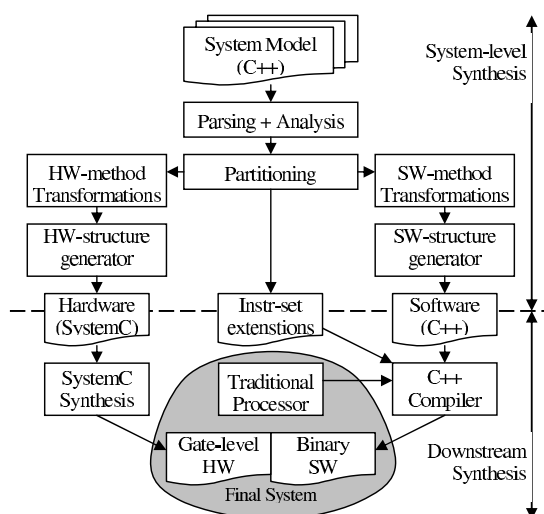 System Model
(C++)
System-level
Synthesis
Parsing + Analysis
HW-method
Transformations
Partitioning
SW-method
Transformations
HW-structure
generator
SW-structure
generator
Hardware
(SystemC)
Instr-set
extenstions
Software
(C++)
SystemC
Synthesis
Traditional
Processor
C++
Compiler
Gate-level
HW
Binary
SW
Final System
Downstream
Synthesis